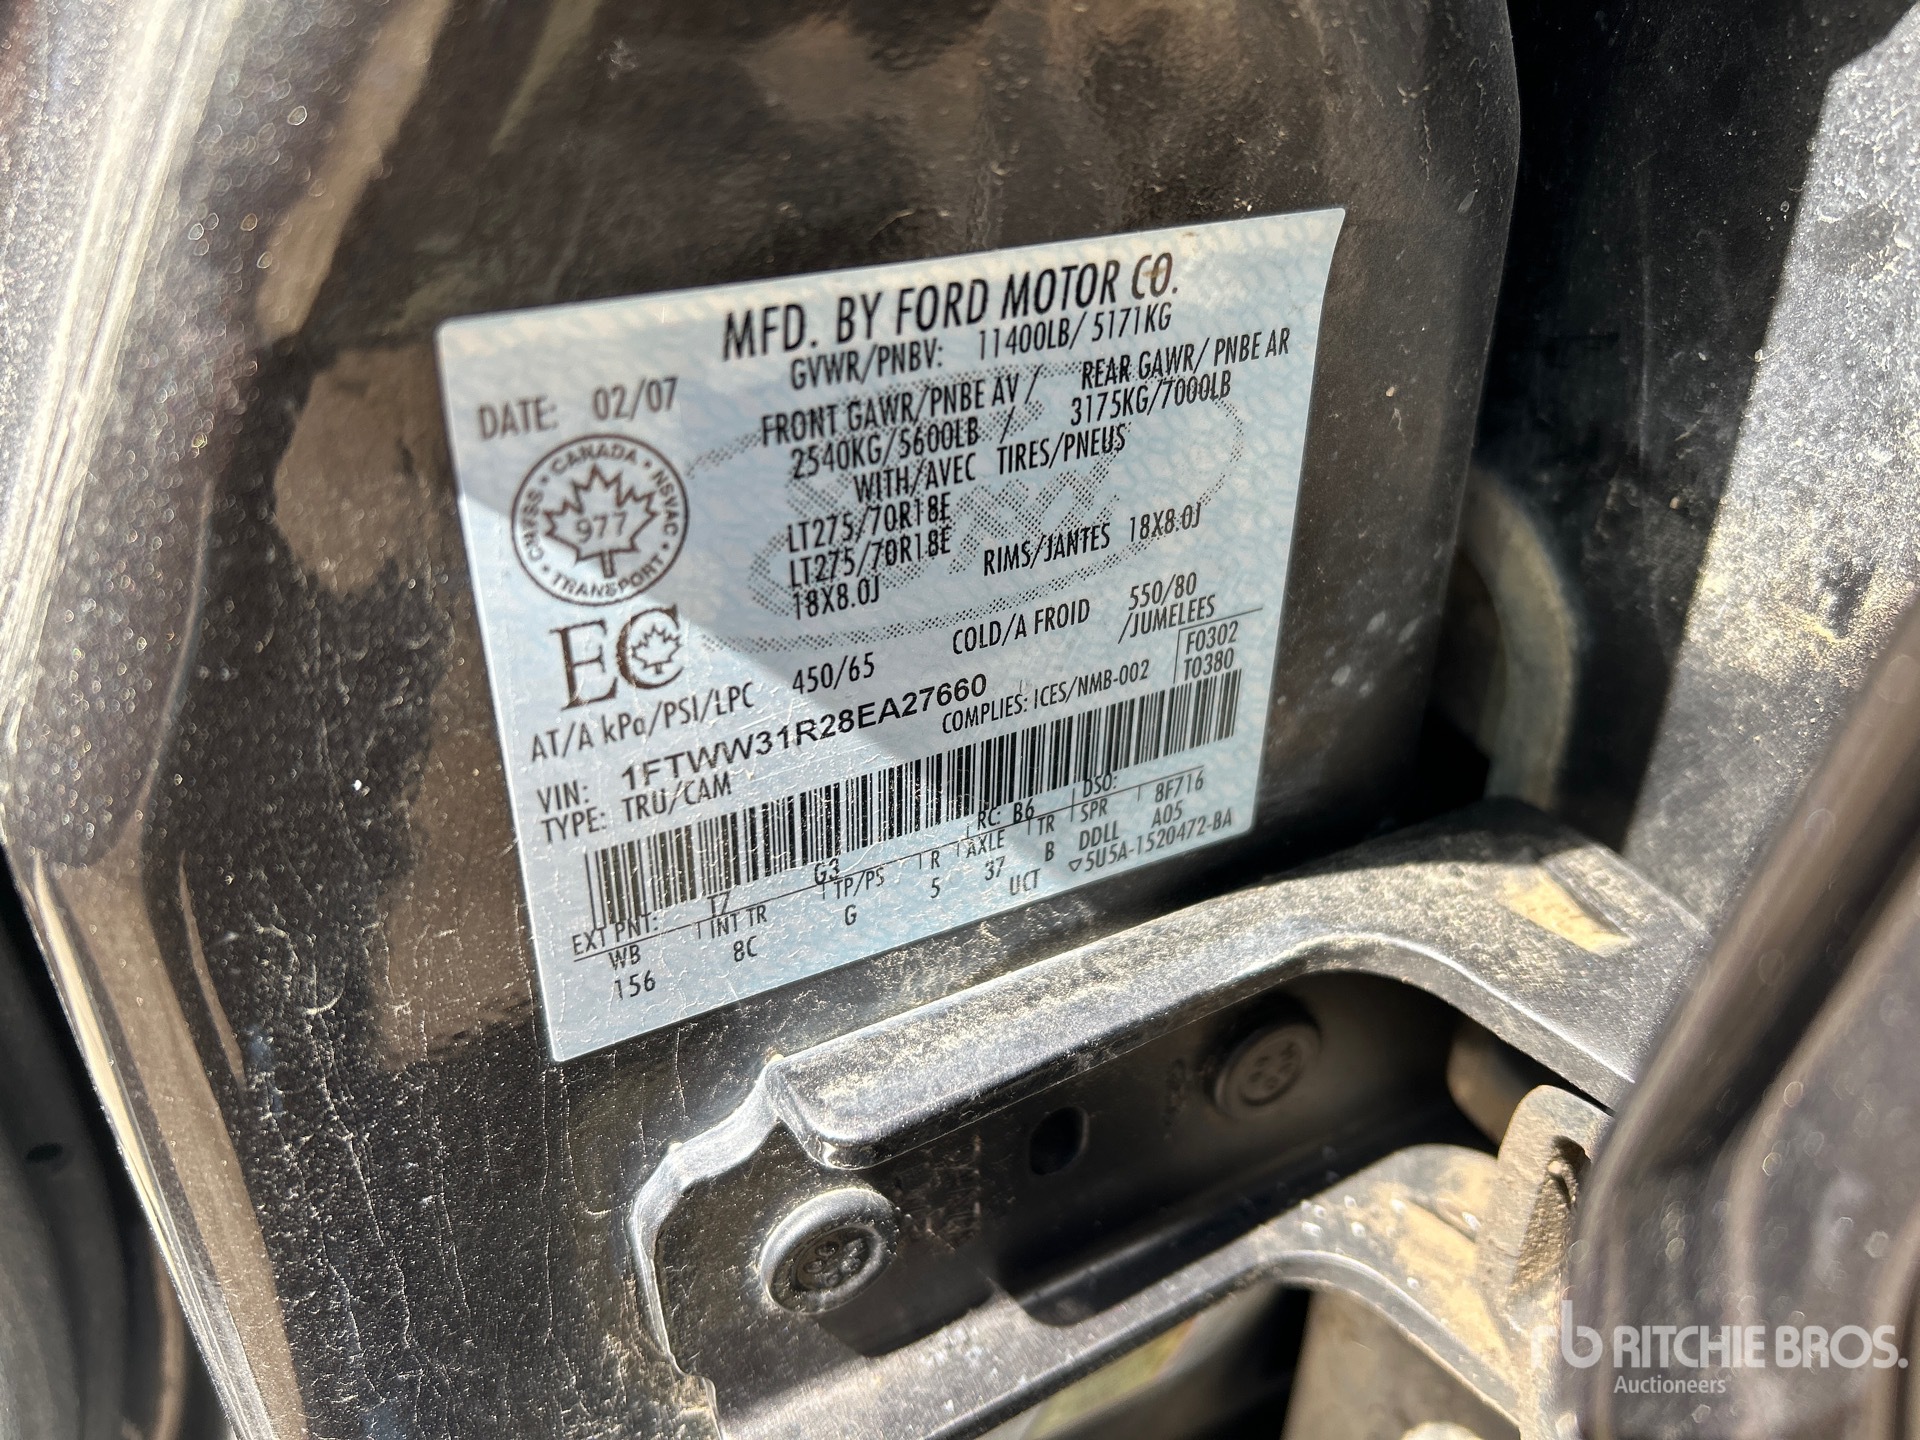 MFD. BY FORD MOTOR CO.
DATE: 02/07
GVWR/PNBV: 11400LB/ 5171KG
FRONT GAWR/PNBE AV / REAR GAWR/ PNBE AR
2540KG/5600LB / 3175KG/7000LB
WITH/AVEC TIRES/PNEUS
LT275/70R18E
LT275/70R18E
18X8.0J RIMS/JANTES 18X8.0J
CANADA • NSVAC • TRANSPORT • CMVSS •
977
EC
AT/A kPa/PSI/LPC 450/65 COLD/A FROID 550/80
/JUMELEES
VIN: 1FTWW31R28EA27660
COMPLIES: ICES/NMB-002
F0302
T0380
TYPE: TRU/CAM
EXT PNT: T7 G3 RC: B6 DSO: 8F716
WB INT TR TP/PS R AXLE TR SPR A05
156 8C G 5 37 B DDLL
UCT ▽5U5A-1520472-BA
rb RITCHIE BROS.
Auctioneers